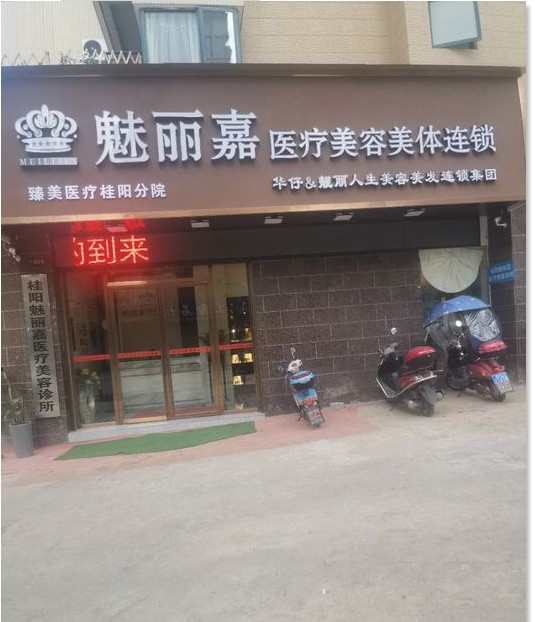 魅丽嘉 医疗美容美体连锁
臻美医疗桂阳分院
华仔&靓丽人生美容美发连锁集团
的到来
桂阳魅丽嘉医疗美容诊所